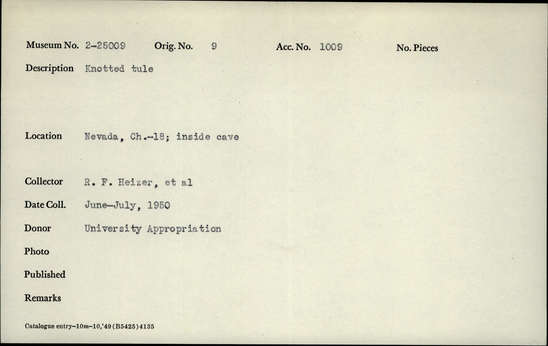 Museum No. 2-25009 Orig. No. 9 Acc. No. 1009 No. Pieces
Description Knotted tule
Location Nevada, Ch.-18; inside cave
Collector R. F. Heizer, et al
Date Coll. June-July, 1950
Donor University Appropriation
Photo
Published
Remarks
Catalogue entry-10m-10,'49 (B5425) 4135